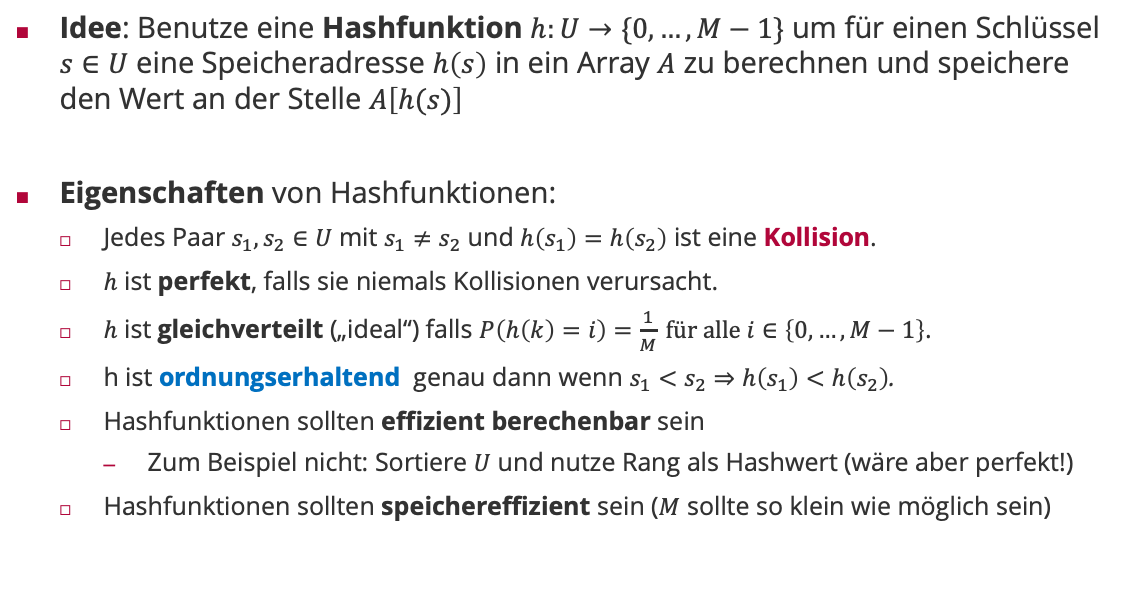 ▪ Idee: Benutze eine Hashfunktion h: U → {0, …, M − 1} um für einen Schlüssel
s ∈ U eine Speicheradresse h(s) in ein Array A zu berechnen und speichere
den Wert an der Stelle A[h(s)]
▪ Eigenschaften von Hashfunktionen:
▫ Jedes Paar s₁, s₂ ∈ U mit s₁ ≠ s₂ und h(s₁) = h(s₂) ist eine Kollision.
▫ h ist perfekt, falls sie niemals Kollisionen verursacht.
▫ h ist gleichverteilt („ideal“) falls P(h(k) = i) = 1/M für alle i ∈ {0, …, M − 1}.
▫ h ist ordnungserhaltend genau dann wenn s₁ < s₂ ⇒ h(s₁) < h(s₂).
▫ Hashfunktionen sollten effizient berechenbar sein
– Zum Beispiel nicht: Sortiere U und nutze Rang als Hashwert (wäre aber perfekt!)
▫ Hashfunktionen sollten speichereffizient sein (M sollte so klein wie möglich sein)